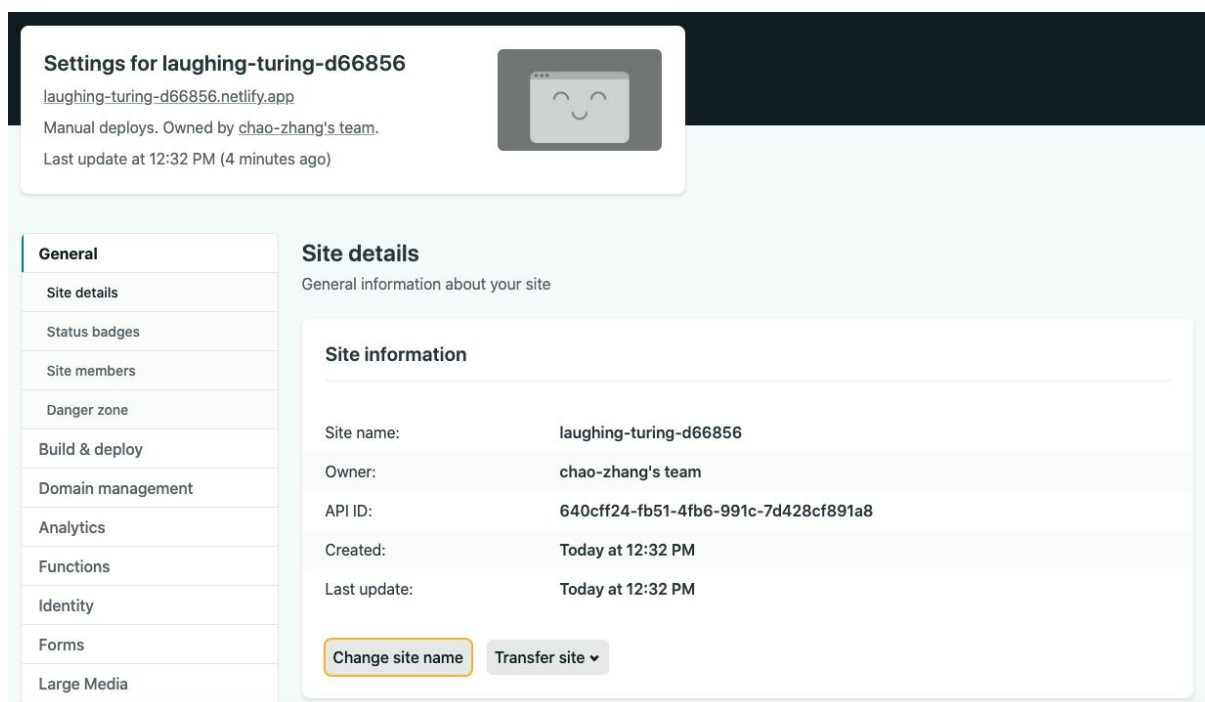 Settings for laughing-turing-d66856
laughing-turing-d66856.netlify.app
Manual deploys. Owned by chao-zhang's team.
Last update at 12:32 PM (4 minutes ago)
General
Site details
Status badges
Site members
Danger zone
Build & deploy
Domain management
Analytics
Functions
Identity
Forms
Large Media
Site details
General information about your site
Site information
Site name: laughing-turing-d66856
Owner: chao-zhang's team
API ID: 640cff24-fb51-4fb6-991c-7d428cf891a8
Created: Today at 12:32 PM
Last update: Today at 12:32 PM
Change site name Transfer site